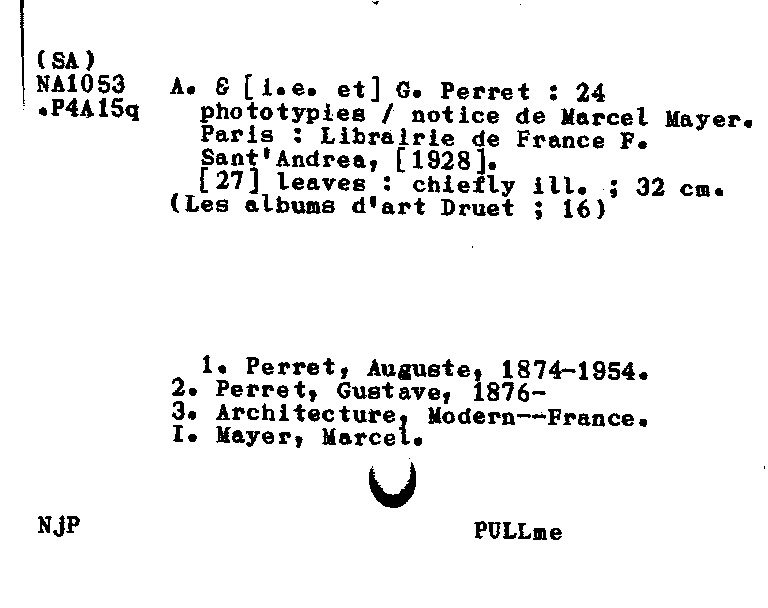 (SA)
NA1053 A. & [i.e. et] G. Perret : 24
.P4A15q phototypies / notice de Marcel Mayer.
Paris : Librairie de France F.
Sant'Andrea, [1928].
[27] leaves : chiefly ill. ; 32 cm.
(Les albums d'art Druet ; 16)
1. Perret, Auguste, 1874-1954.
2. Perret, Gustave, 1876-
3. Architecture, Modern--France.
I. Mayer, Marcel.
NjP PULLme